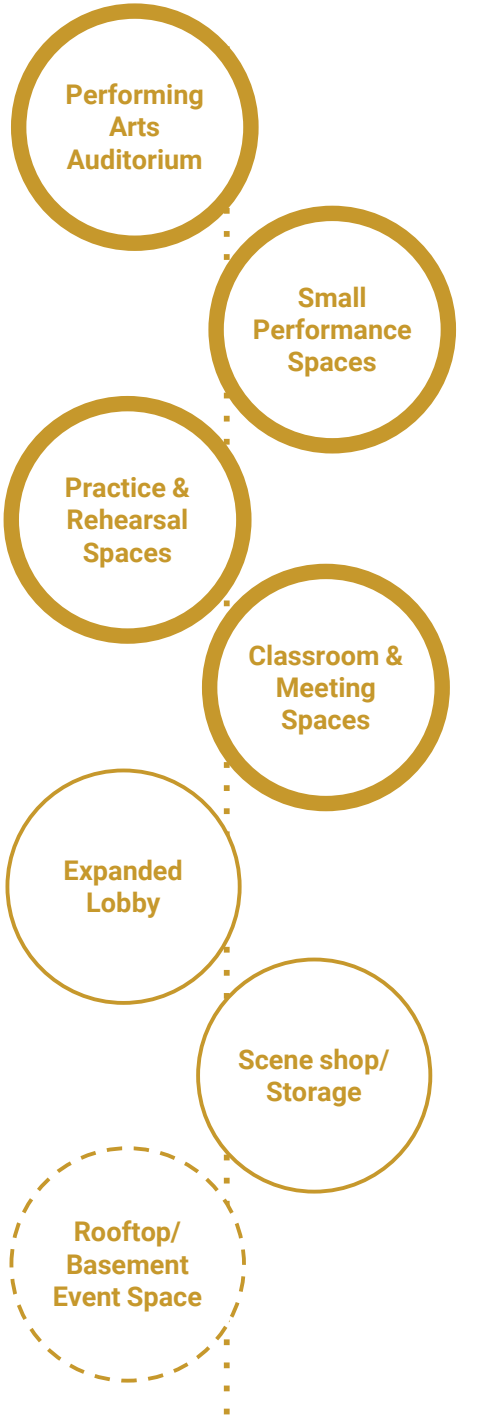 Performing
Arts
Auditorium
Small
Performance
Spaces
Practice &
Rehearsal
Spaces
Classroom &
Meeting
Spaces
Expanded
Lobby
Scene shop/
Storage
Rooftop/
Basement
Event Space